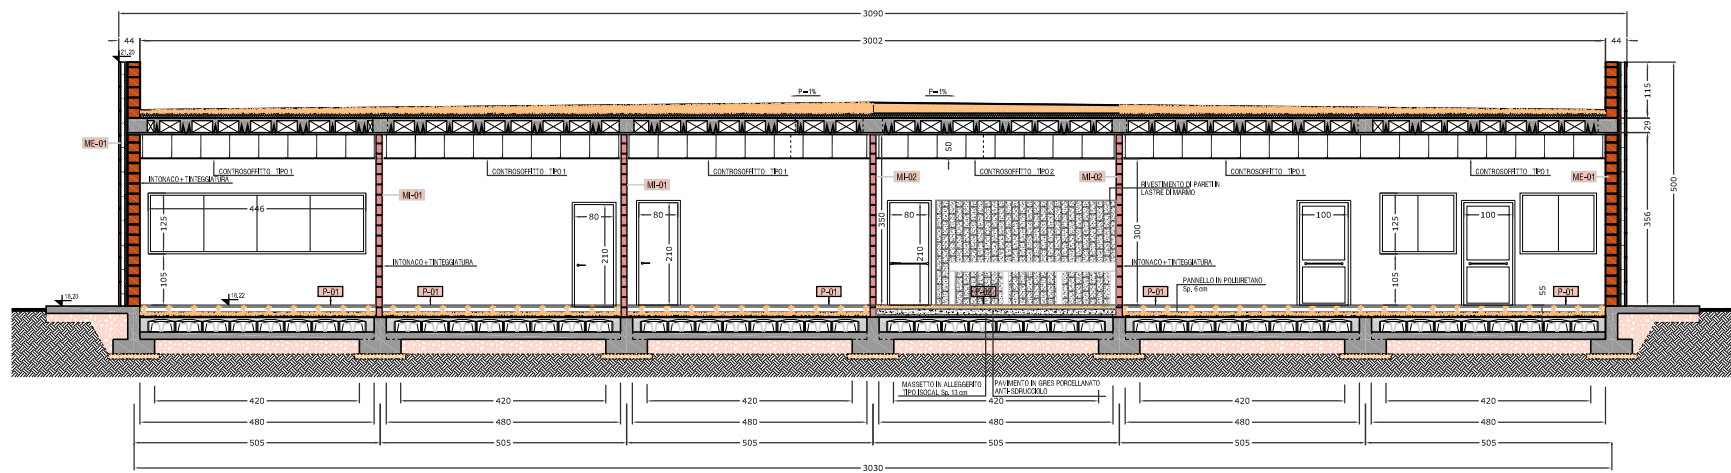 3090
44
3002
44
21,20
P=1%
P=1%
115
29
ME-01
50
500
CONTROSOFFITTO TIPO 1
CONTROSOFFITTO TIPO 1
CONTROSOFFITTO TIPO 1
CONTROSOFFITTO TIPO 2
CONTROSOFFITTO TIPO 1
CONTROSOFFITTO TIPO 1
INTONACO+TINTEGGIATURA
MI-01
MI-01
MI-02
MI-02
ME-01
RIVESTIMENTO DI PARETI IN
LASTRE DI MARMO
446
125
80
80
350
80
100
125
100
300
356
210
210
210
INTONACO+TINTEGGIATURA
INTONACO+TINTEGGIATURA
105
105
PANNELLO IN POLIURETANO
Sp. 6 cm
55
18,20
18,22
P-01
P-01
P-01
P-02
P-01
P-01
MASSETTO IN ALLEGGERITO
TIPO ISOCAL Sp. 13 cm
PAVIMENTO IN GRES PORCELLANATO
ANTI-SDRUCCIOLO
420
420
420
420
420
420
480
480
480
480
480
480
505
505
505
505
505
505
3030